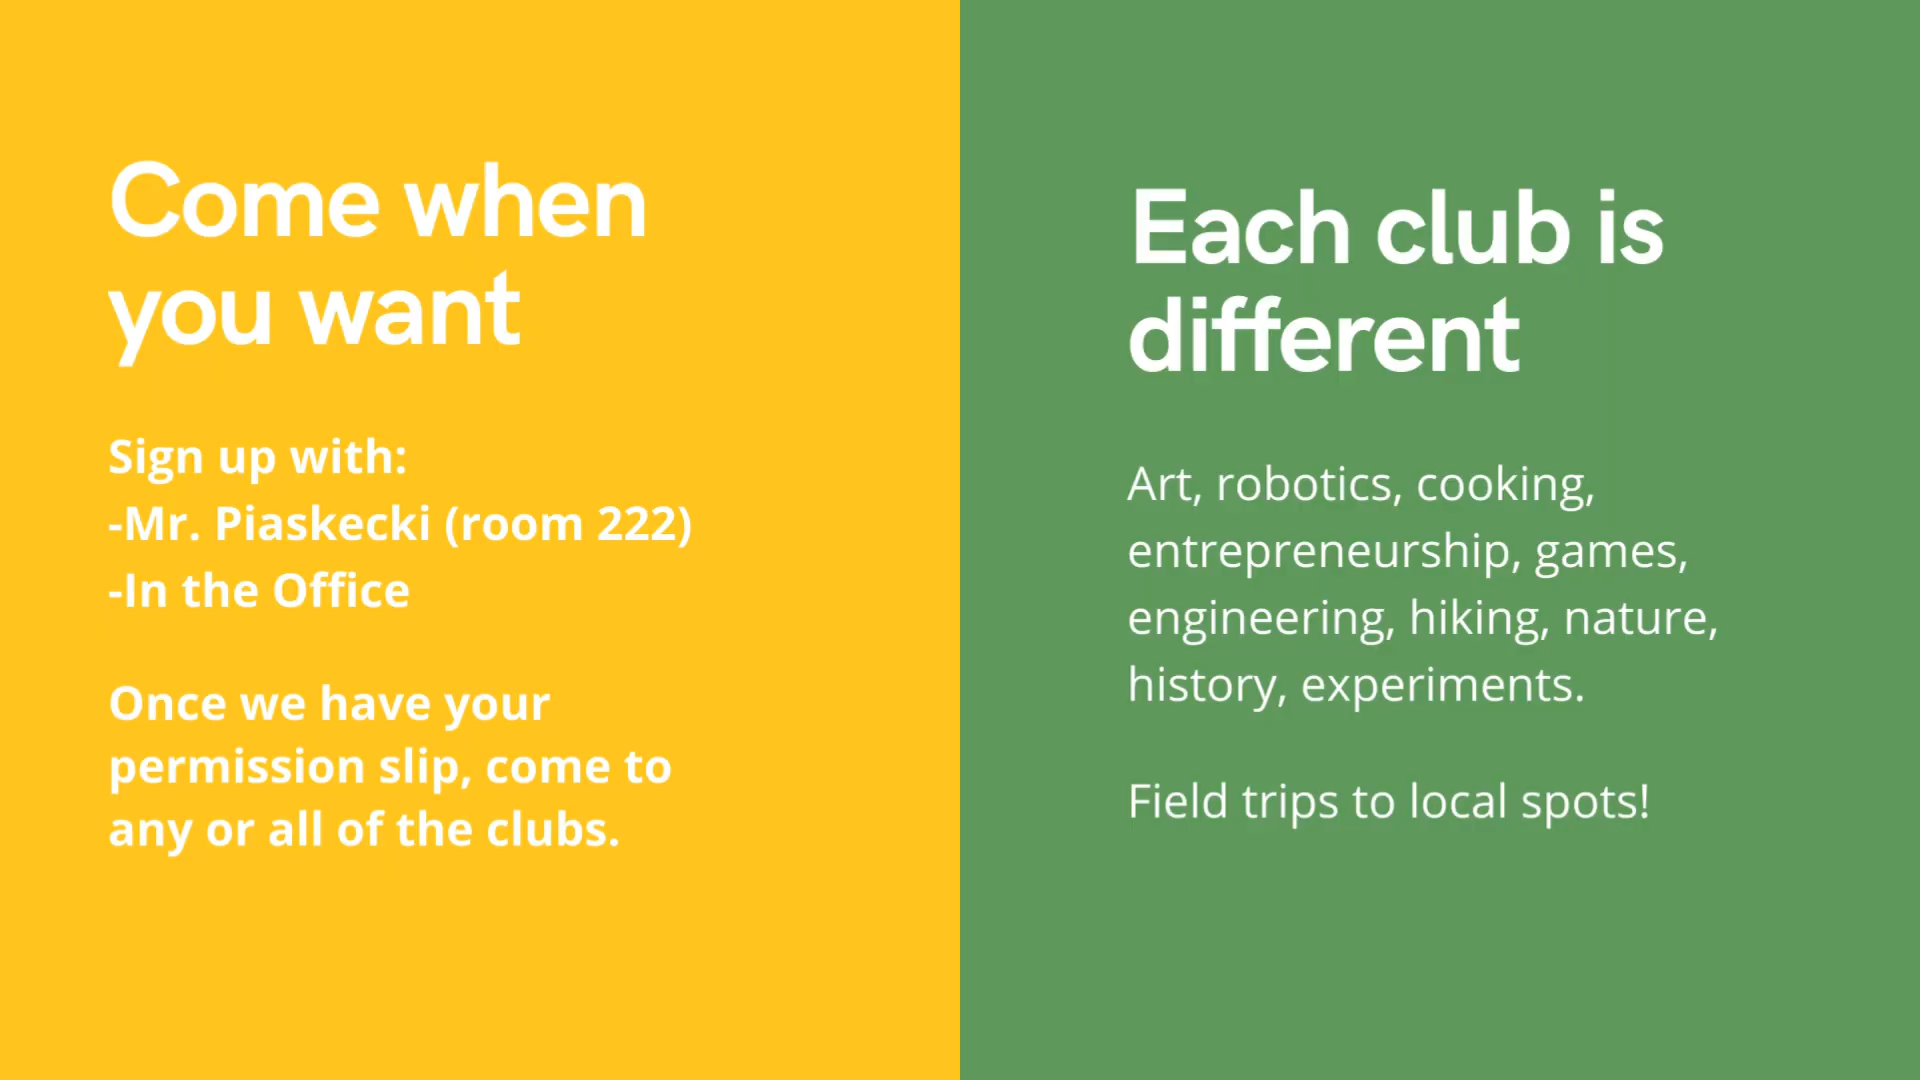 Come when
you want
Sign up with:
-Mr. Piaskecki (room 222)
-In the Office
Once we have your
permission slip, come to
any or all of the clubs.
Each club is
different
Art, robotics, cooking,
entrepreneurship, games,
engineering, hiking, nature,
history, experiments.
Field trips to local spots!